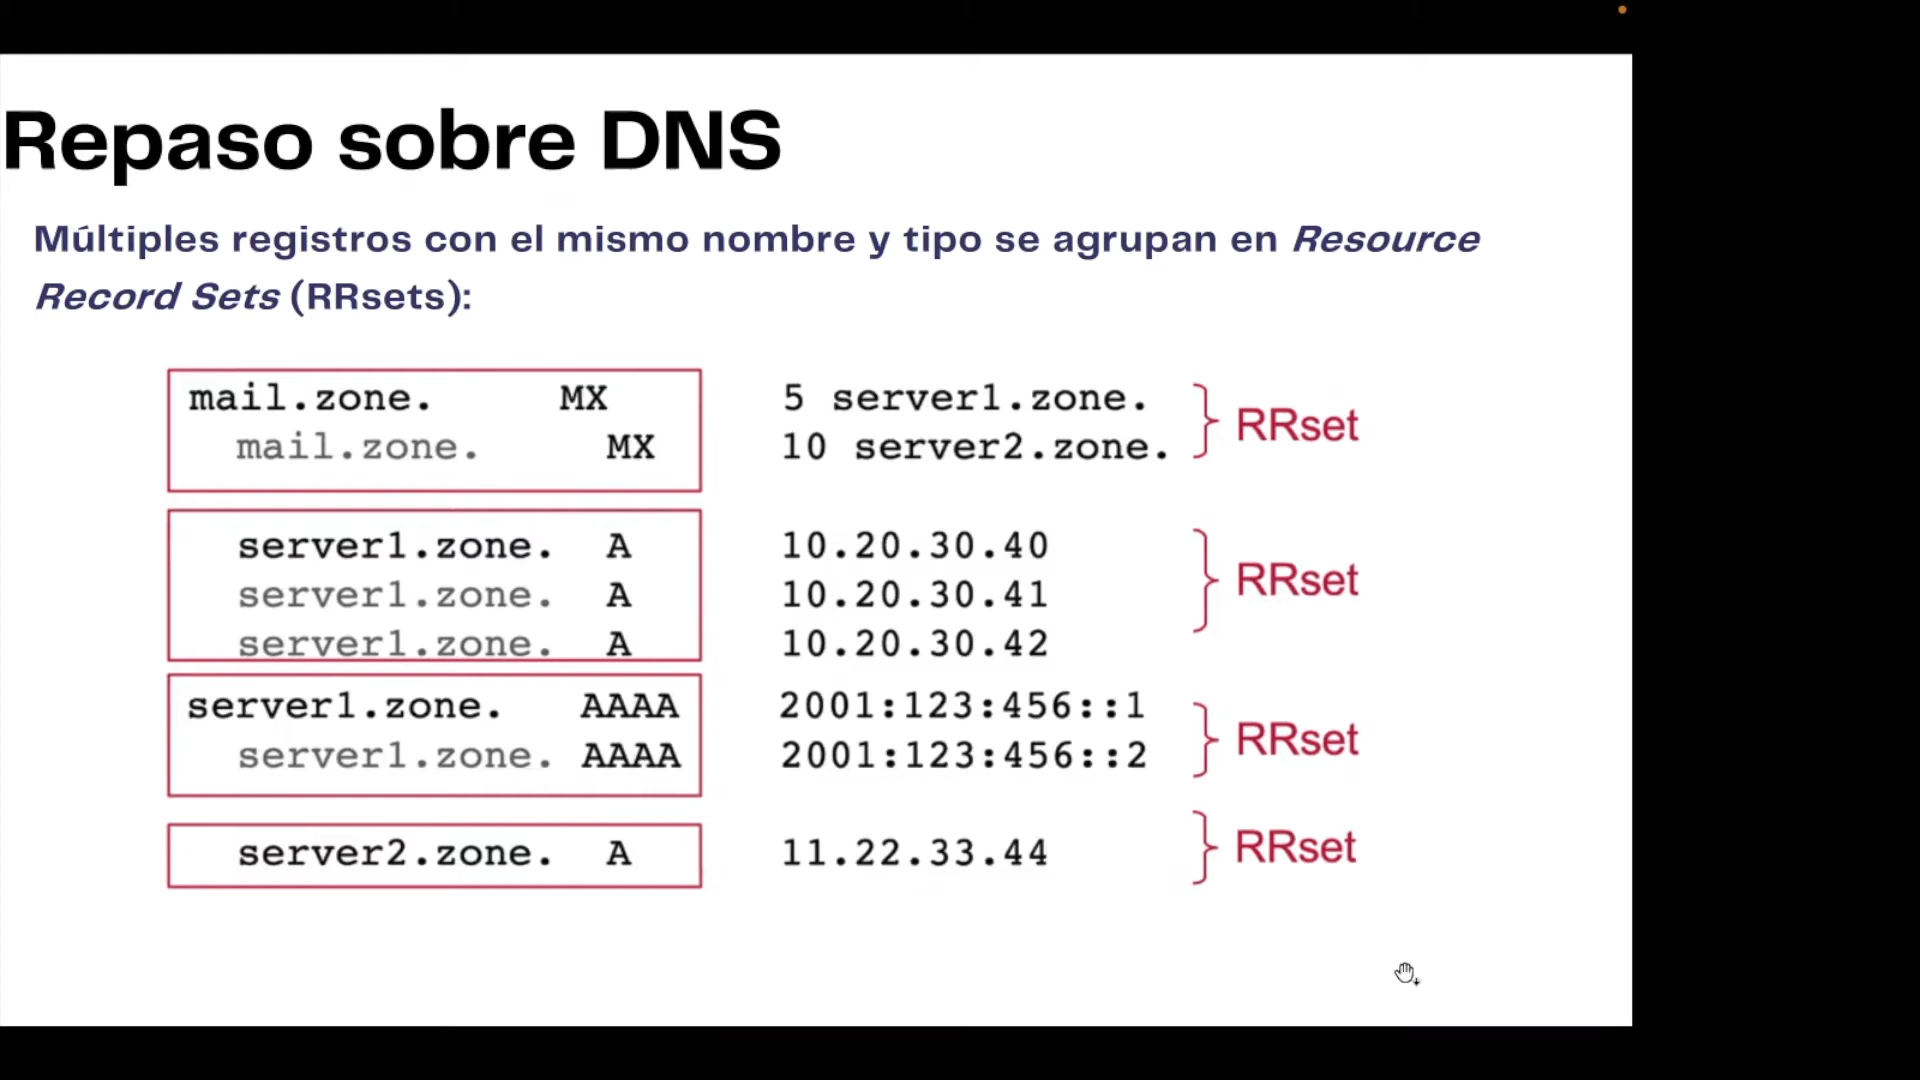 Repaso sobre DNS
Múltiples registros con el mismo nombre y tipo se agrupan en Resource
Record Sets (RRsets):
mail.zone. MX 5 server1.zone.
mail.zone. MX 10 server2.zone.
RRset
server1.zone. A 10.20.30.40
server1.zone. A 10.20.30.41
server1.zone. A 10.20.30.42
RRset
server1.zone. AAAA 2001:123:456::1
server1.zone. AAAA 2001:123:456::2
RRset
server2.zone. A 11.22.33.44
RRset